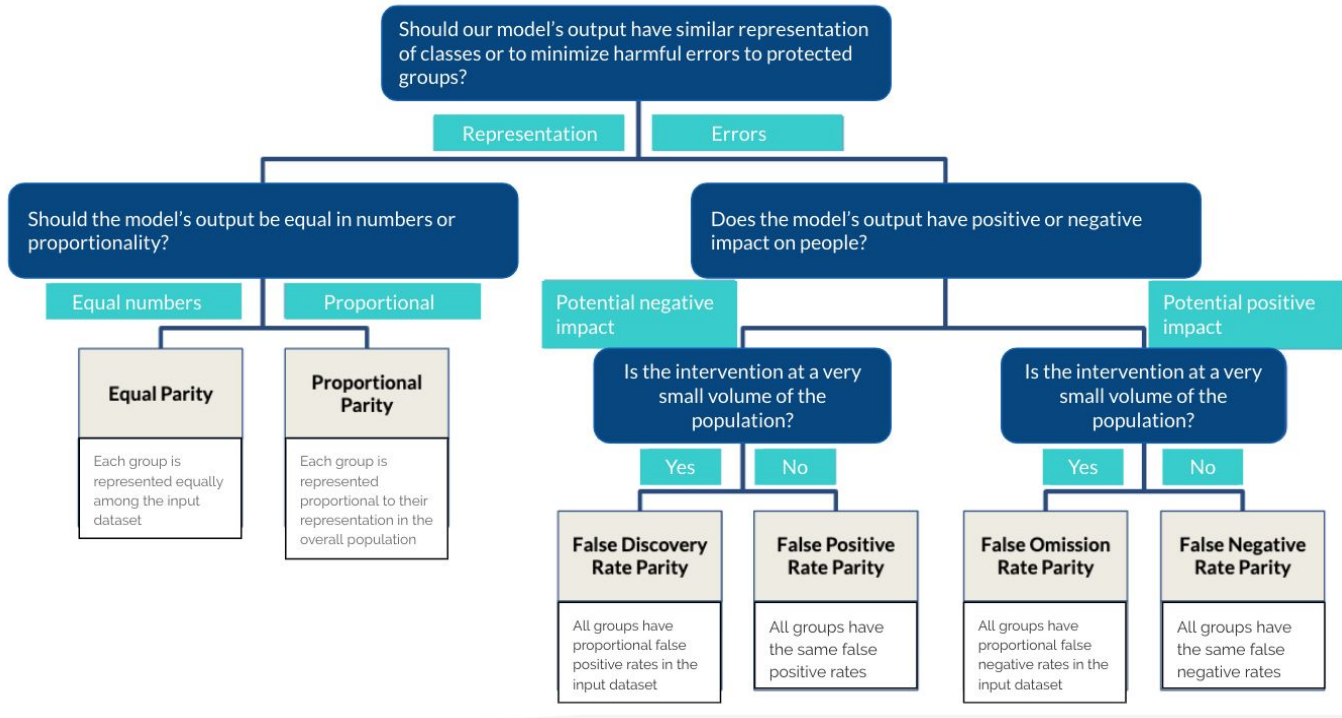 Should our model's output have similar representation
of classes or to minimize harmful errors to protected
groups?
Representation
Errors
Should the model's output be equal in numbers or
proportionality?
Does the model's output have positive or negative
impact on people?
Equal numbers
Proportional
Potential negative
impact
Potential positive
impact
Equal Parity
Each group is
represented equally
among the input
dataset
Proportional
Parity
Each group is
represented
proportional to their
representation in the
overall population
Is the intervention at a very
small volume of the
population?
Is the intervention at a very
small volume of the
population?
Yes
No
Yes
No
False Discovery
Rate Parity
All groups have
proportional false
positive rates in the
input dataset
False Positive
Rate Parity
All groups have
the same false
positive rates
False Omission
Rate Parity
All groups have
proportional false
negative rates in the
input dataset
False Negative
Rate Parity
All groups have
the same false
negative rates